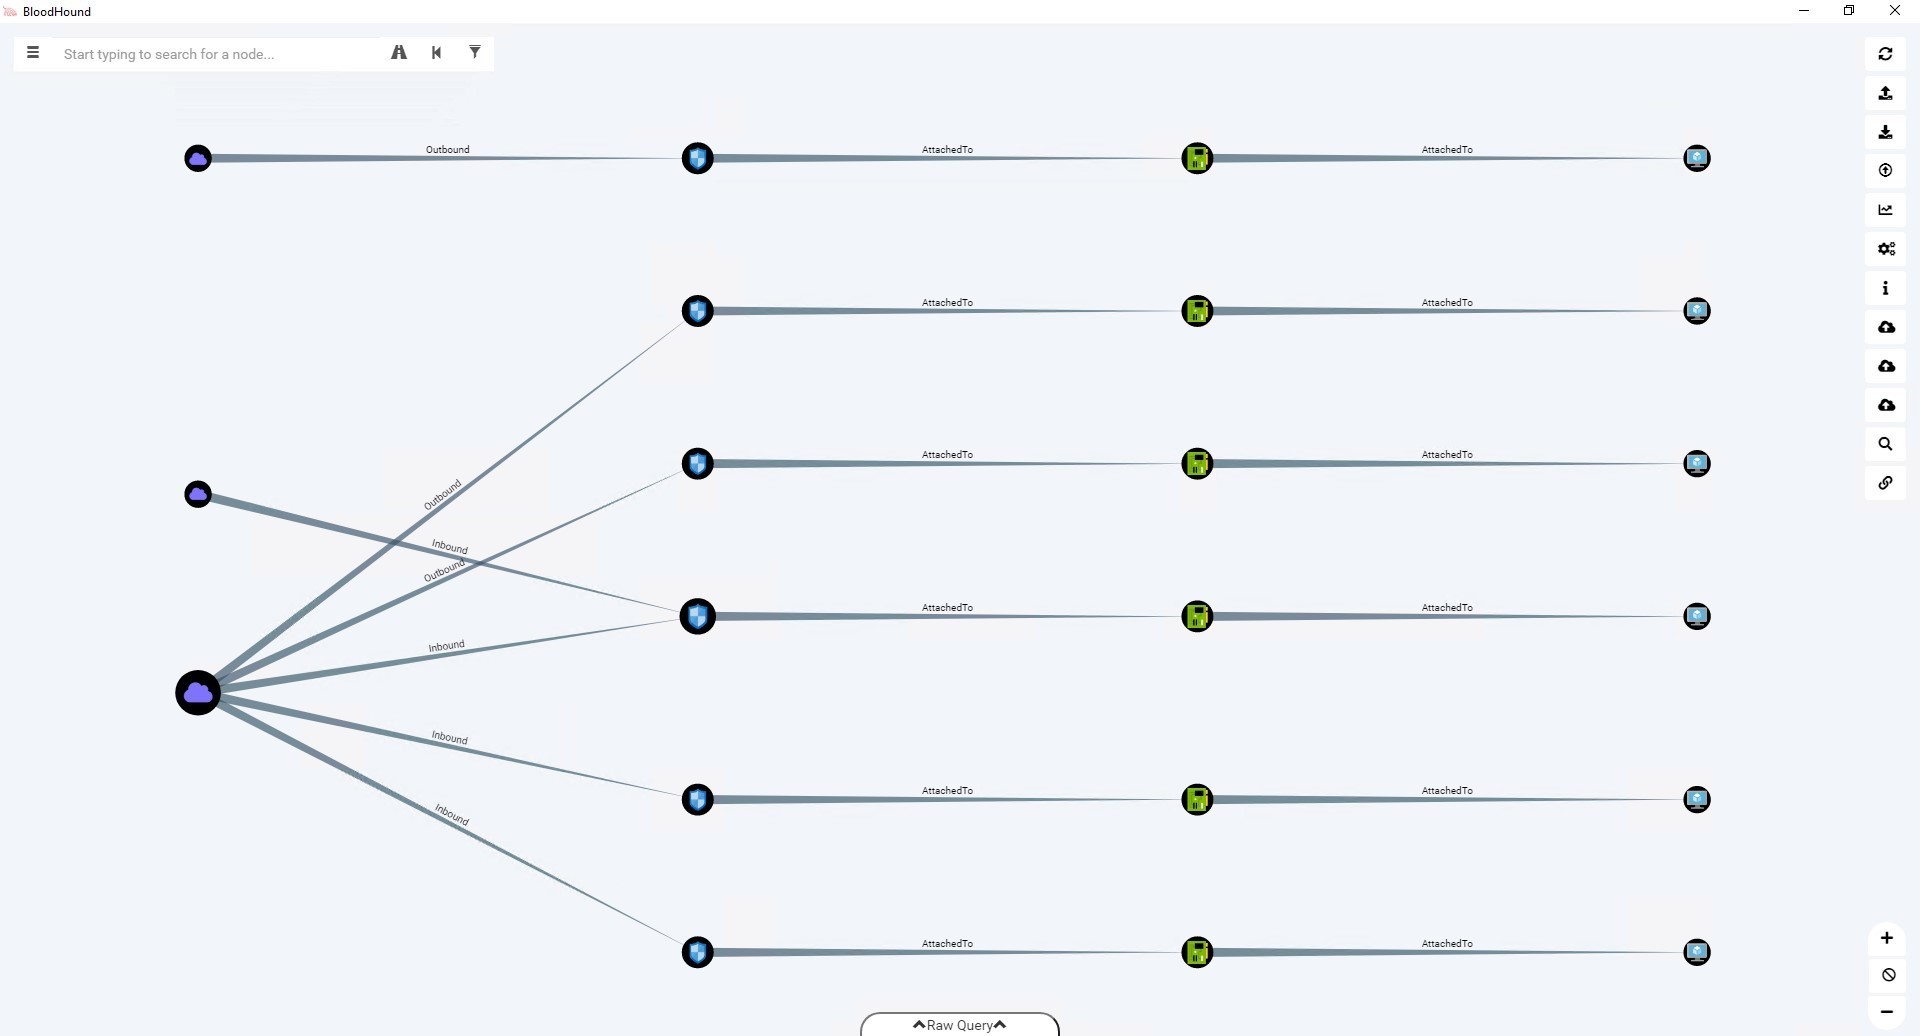 BloodHound
Start typing to search for a node...
Outbound
AttachedTo
AttachedTo
AttachedTo
AttachedTo
AttachedTo
AttachedTo
Outbound
Inbound
Outbound
AttachedTo
AttachedTo
Inbound
Inbound
AttachedTo
AttachedTo
Inbound
AttachedTo
AttachedTo
Raw Query